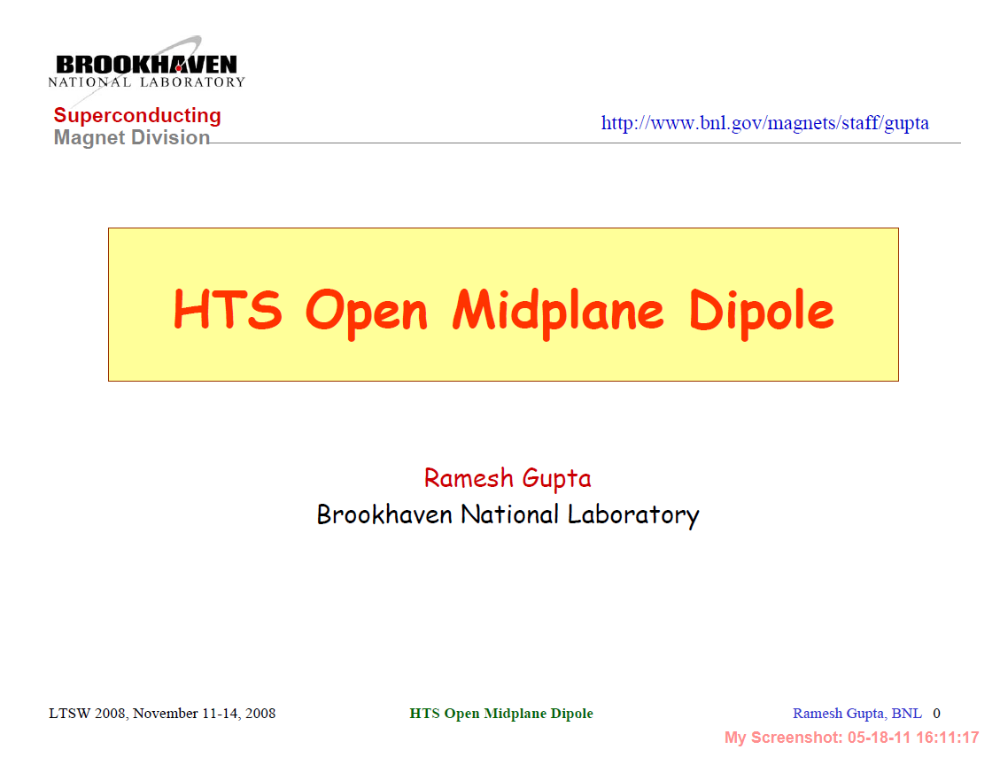 BROOKHAVEN
NATIONAL LABORATORY
Superconducting
Magnet Division
http://www.bnl.gov/magnets/staff/gupta
HTS Open Midplane Dipole
Ramesh Gupta
Brookhaven National Laboratory
LTSW 2008, November 11-14, 2008 HTS Open Midplane Dipole Ramesh Gupta, BNL 0
My Screenshot: 05-18-11 16:11:17